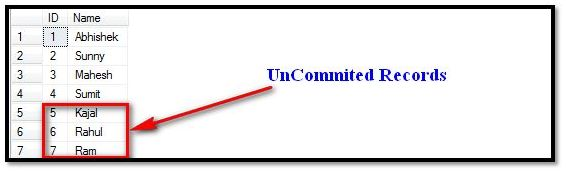 ID Name
1 1 Abhishek
2 2 Sunny
3 3 Mahesh
4 4 Sumit
UnCommited Records
5 5 Kajal
6 6 Rahul
7 7 Ram